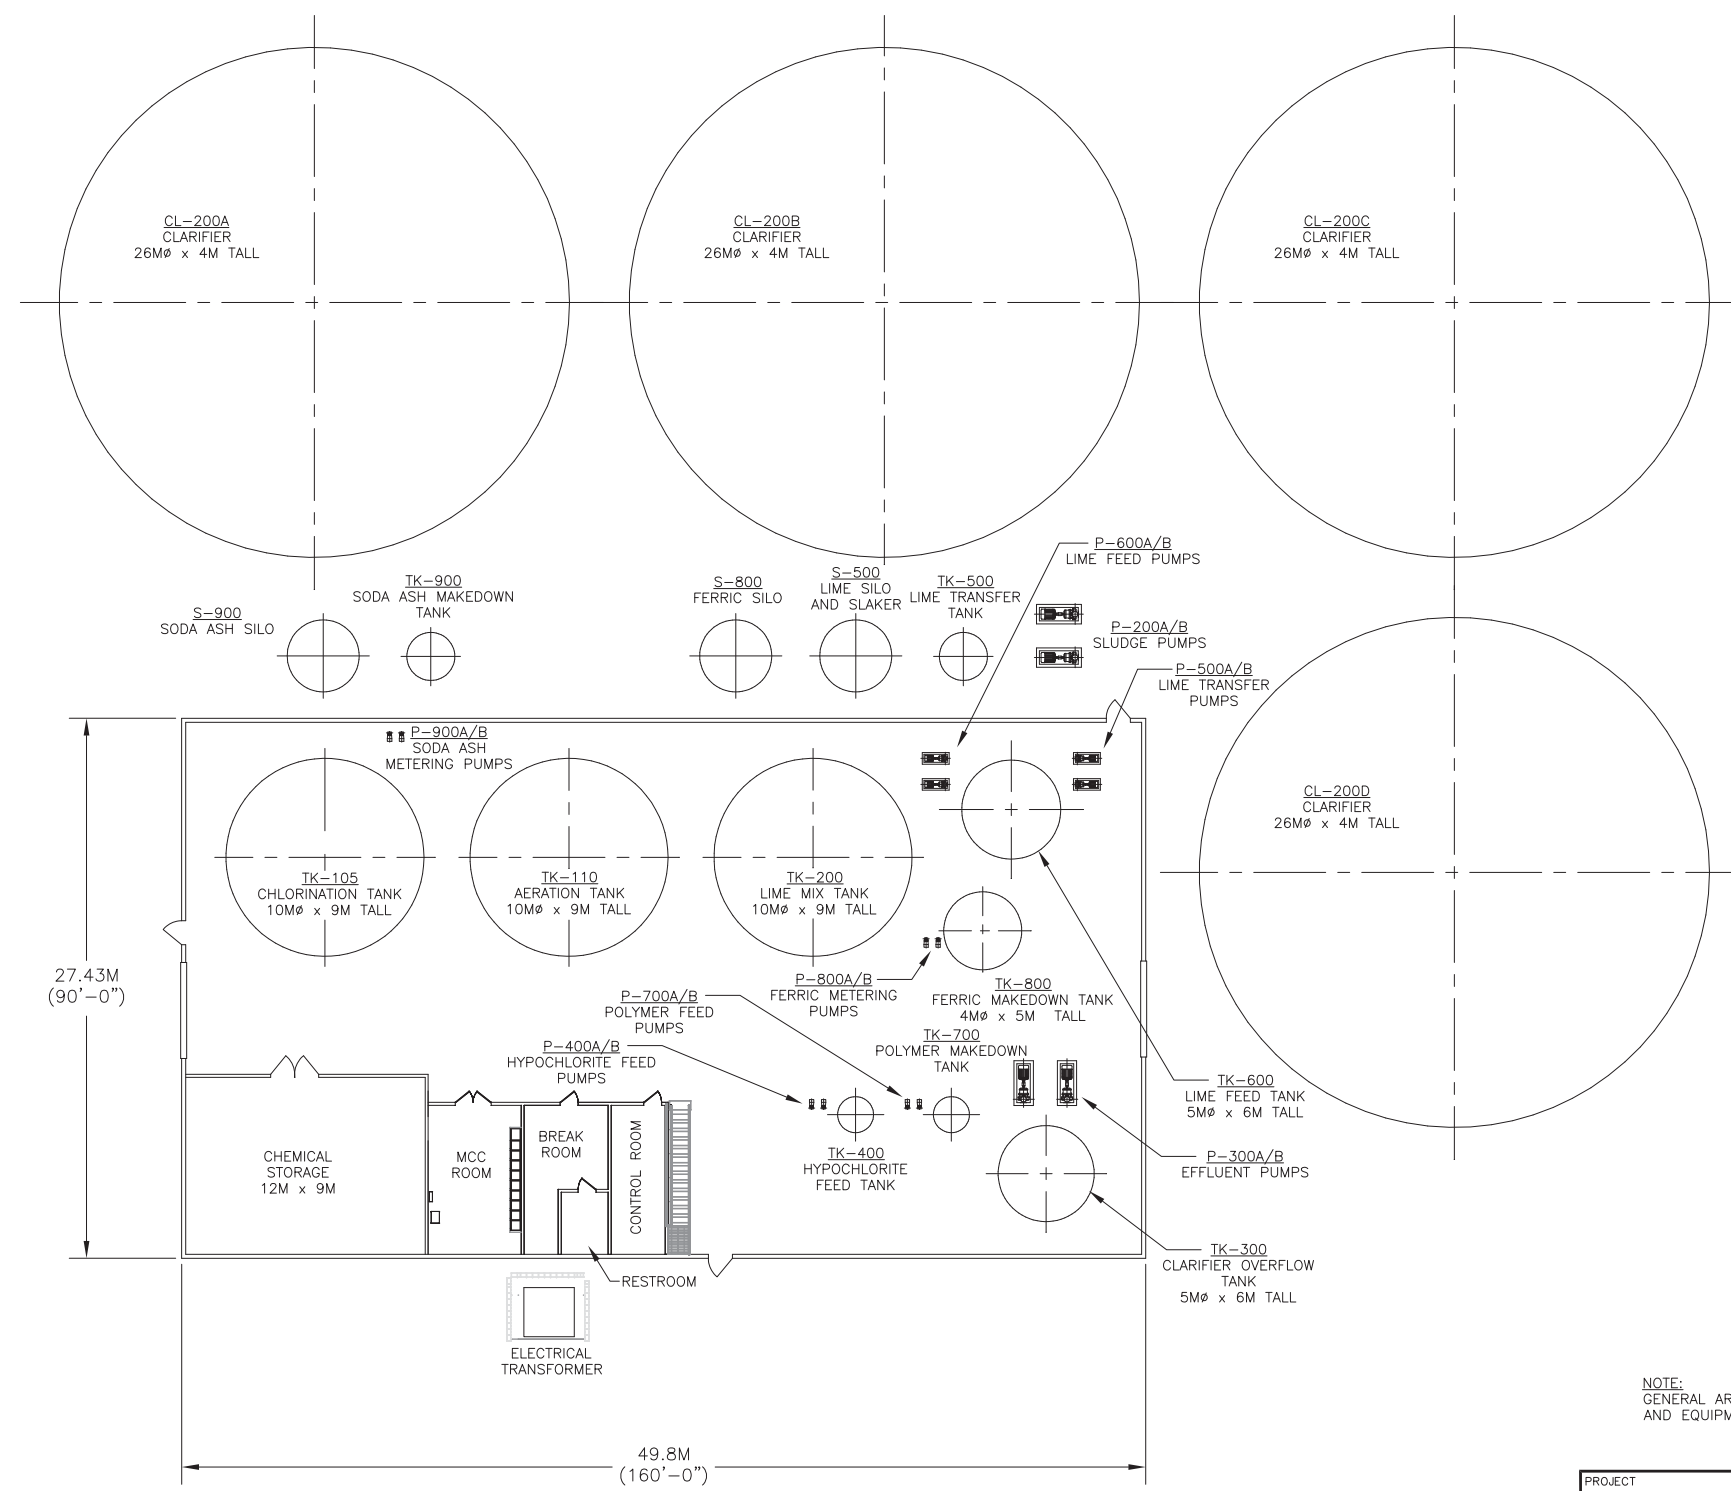 CL-200A
CLARIFIER
26MØ x 4M TALL
CL-200B
CLARIFIER
26MØ x 4M TALL
CL-200C
CLARIFIER
26MØ x 4M TALL
P-600A/B
LIME FEED PUMPS
S-900
SODA ASH SILO
TK-900
SODA ASH MAKEDOWN
TANK
S-800
FERRIC SILO
S-500
LIME SILO
AND SLAKER
TK-500
LIME TRANSFER
TANK
P-200A/B
SLUDGE PUMPS
P-500A/B
LIME TRANSFER
PUMPS
P-900A/B
SODA ASH
METERING PUMPS
CL-200D
CLARIFIER
26MØ x 4M TALL
TK-105
CHLORINATION TANK
10MØ x 9M TALL
TK-110
AERATION TANK
10MØ x 9M TALL
TK-200
LIME MIX TANK
10MØ x 9M TALL
27.43M
(90'-0")
P-800A/B
FERRIC METERING
PUMPS
TK-800
FERRIC MAKEDOWN TANK
4MØ x 5M TALL
P-700A/B
POLYMER FEED
PUMPS
TK-700
POLYMER MAKEDOWN
TANK
P-400A/B
HYPOCHLORITE FEED
PUMPS
TK-600
LIME FEED TANK
5MØ x 6M TALL
CHEMICAL
STORAGE
12M x 9M
MCC
ROOM
BREAK
ROOM
CONTROL ROOM
TK-400
HYPOCHLORITE
FEED TANK
P-300A/B
EFFLUENT PUMPS
TK-300
CLARIFIER OVERFLOW
TANK
5MØ x 6M TALL
RESTROOM
ELECTRICAL
TRANSFORMER
NOTE:
GENERAL AR
AND EQUIPM
49.8M
(160'-0")
PROJECT